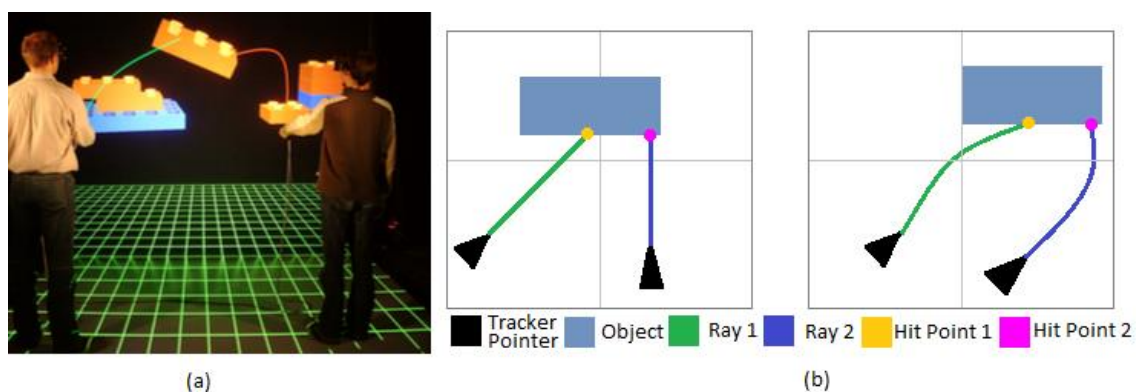 Tracker
Pointer
Object
Ray 1
Ray 2
Hit Point 1
Hit Point 2
(a)
(b)